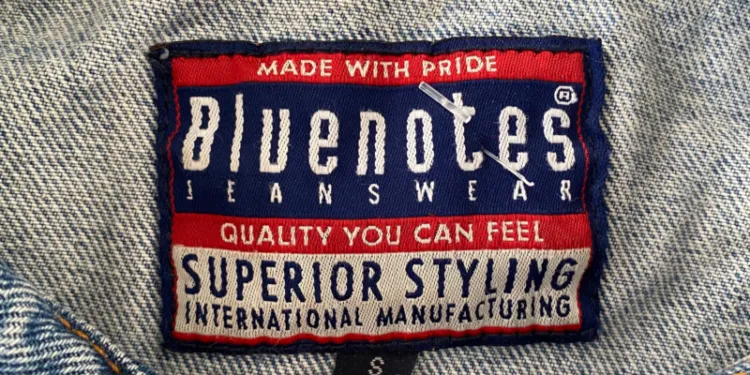 MADE WITH PRIDE
Bluenotes®
JEANSWEAR
QUALITY YOU CAN FEEL
SUPERIOR STYLING
INTERNATIONAL MANUFACTURING
S